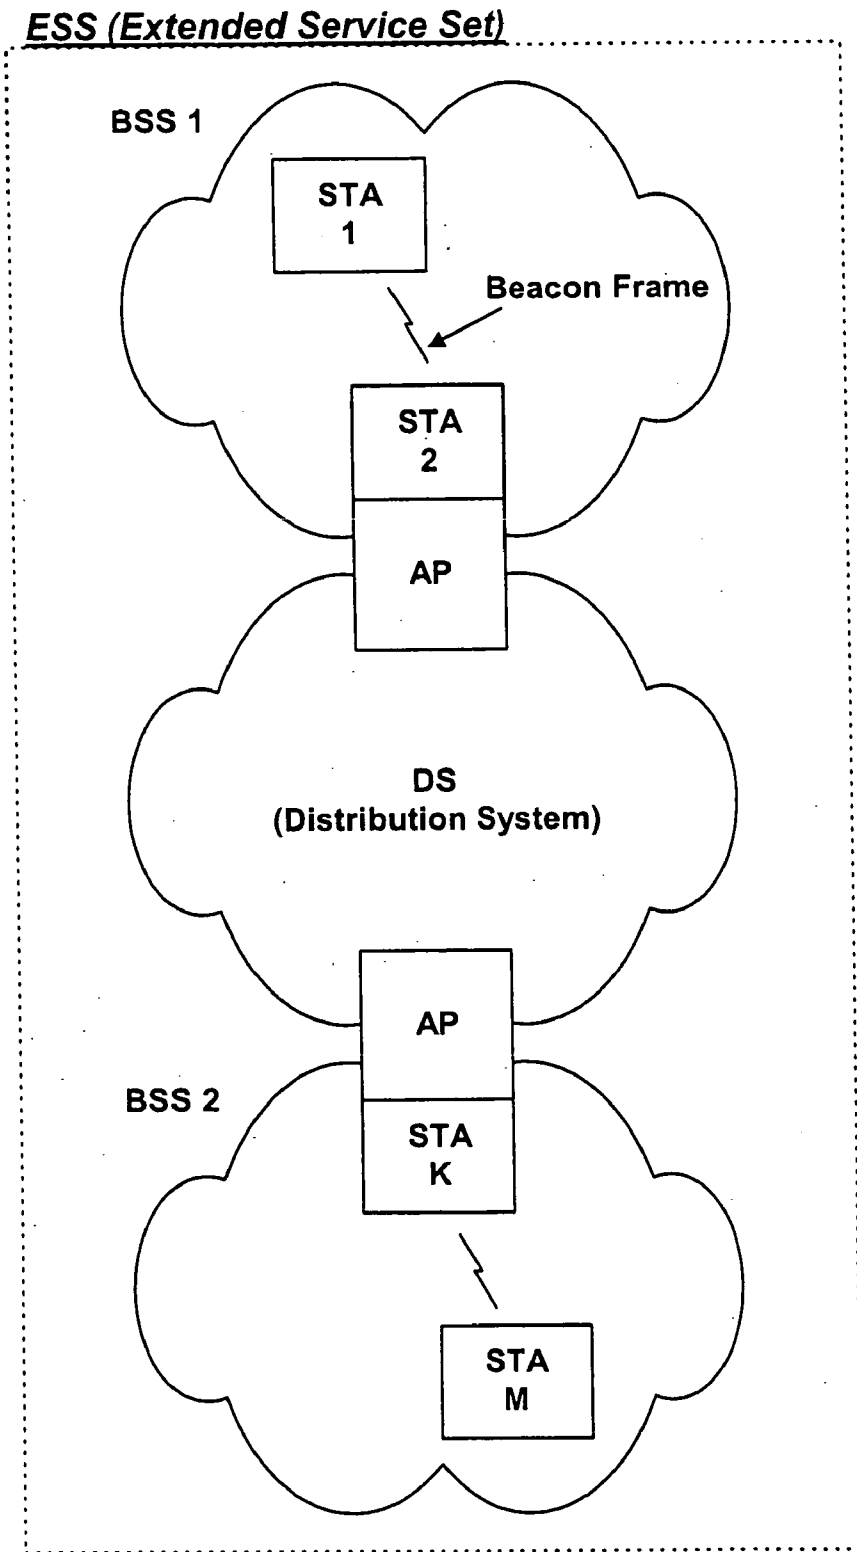 ESS (Extended Service Set)
BSS 1
STA
1
Beacon Frame
STA
2
AP
DS
(Distribution System)
AP
BSS 2
STA
K
STA
M